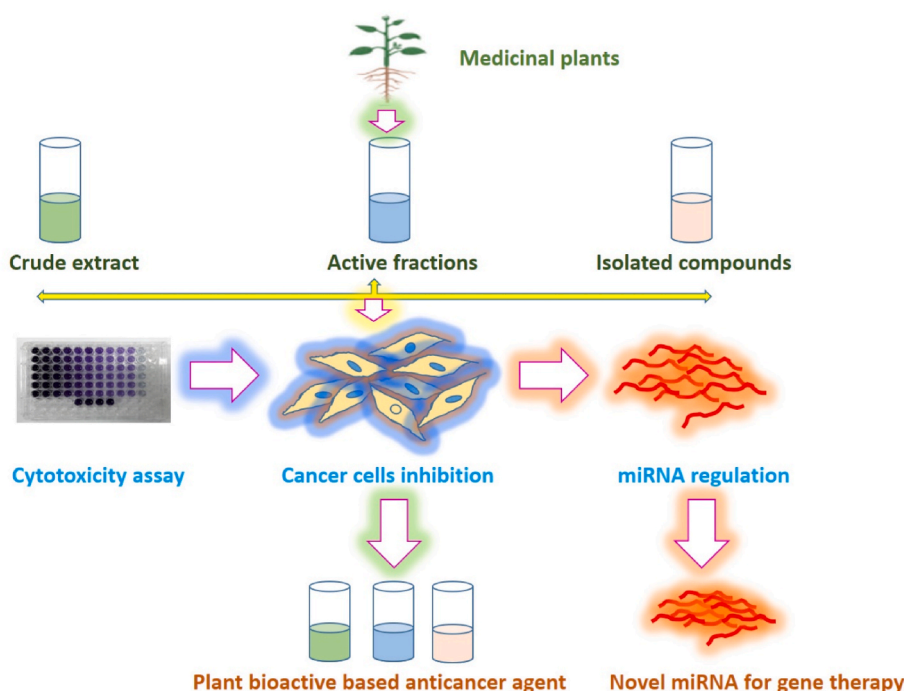 Medicinal plants
Crude extract
Active fractions
Isolated compounds
Cytotoxicity assay
Cancer cells inhibition
miRNA regulation
Plant bioactive based anticancer agent
Novel miRNA for gene therapy